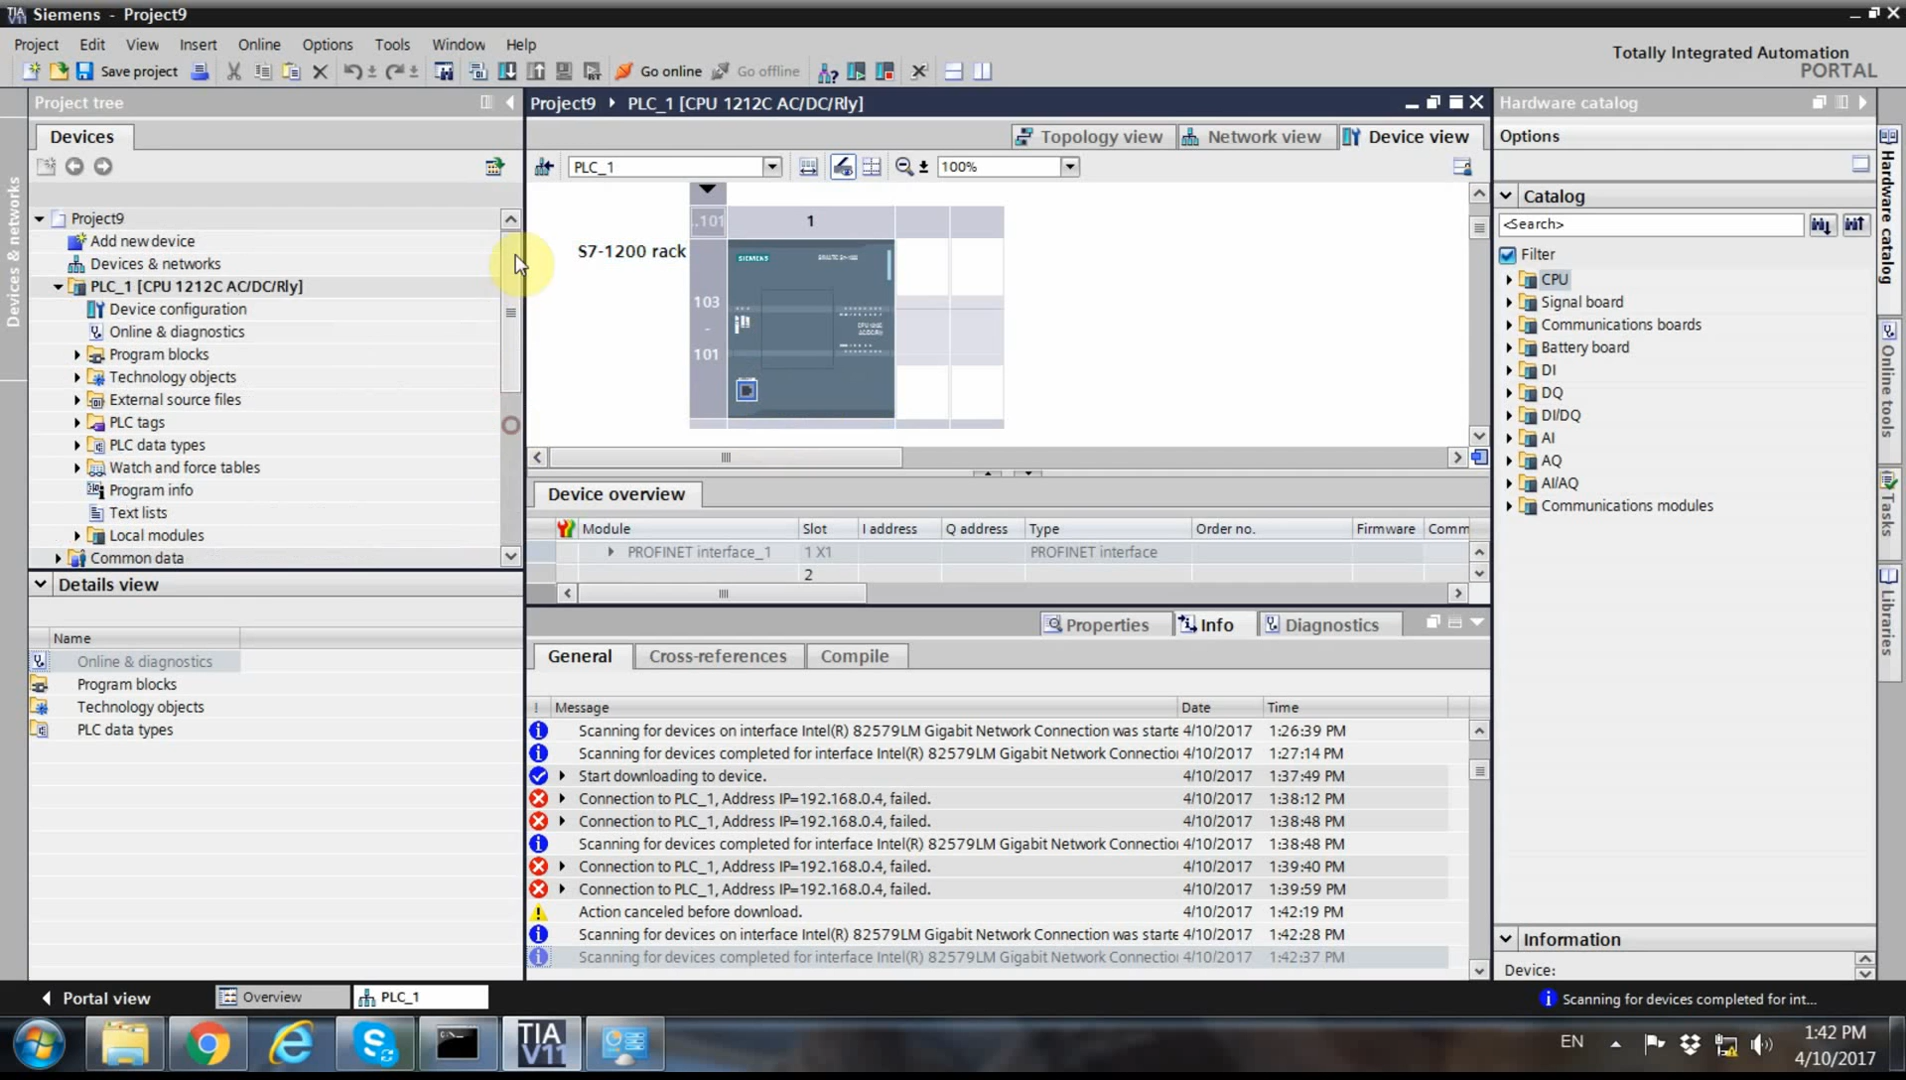 Siemens - Project9
Project Edit View Insert Online Options Tools Window Help
Totally Integrated Automation
PORTAL
Save project Go online Go offline
Project tree
Devices
Devices & networks
Project9
Add new device
Devices & networks
PLC_1 [CPU 1212C AC/DC/Rly]
Device configuration
Online & diagnostics
Program blocks
Technology objects
External source files
PLC tags
PLC data types
Watch and force tables
Program info
Text lists
Local modules
Common data
Details view
Name
Online & diagnostics
Program blocks
Technology objects
PLC data types
Project9 PLC_1 [CPU 1212C AC/DC/Rly]
Topology view Network view Device view
PLC_1 100%
..101 1
S7-1200 rack
SIEMENS
103
-
101
Device overview
Module Slot I address Q address Type Order no. Firmware Comm
PROFINET interface_1 1 X1 PROFINET interface
2
Properties Info Diagnostics
General Cross-references Compile
! Message Date Time
Scanning for devices on interface Intel(R) 82579LM Gigabit Network Connection was starte 4/10/2017 1:26:39 PM
Scanning for devices completed for interface Intel(R) 82579LM Gigabit Network Connectio 4/10/2017 1:27:14 PM
Start downloading to device. 4/10/2017 1:37:49 PM
Connection to PLC_1, Address IP=192.168.0.4, failed. 4/10/2017 1:38:12 PM
Connection to PLC_1, Address IP=192.168.0.4, failed. 4/10/2017 1:38:48 PM
Scanning for devices completed for interface Intel(R) 82579LM Gigabit Network Connectio 4/10/2017 1:38:48 PM
Connection to PLC_1, Address IP=192.168.0.4, failed. 4/10/2017 1:39:40 PM
Connection to PLC_1, Address IP=192.168.0.4, failed. 4/10/2017 1:39:59 PM
Action canceled before download. 4/10/2017 1:42:19 PM
Scanning for devices on interface Intel(R) 82579LM Gigabit Network Connection was starte 4/10/2017 1:42:28 PM
Scanning for devices completed for interface Intel(R) 82579LM Gigabit Network Connectio 4/10/2017 1:42:37 PM
Hardware catalog
Options
Catalog
<Search>
Filter
CPU
Signal board
Communications boards
Battery board
DI
DQ
DI/DQ
AI
AQ
AI/AQ
Communications modules
Information
Device:
Hardware catalog
Online tools
Tasks
Libraries
Portal view Overview PLC_1
Scanning for devices completed for int...
TIA
V11
EN
1:42 PM
4/10/2017